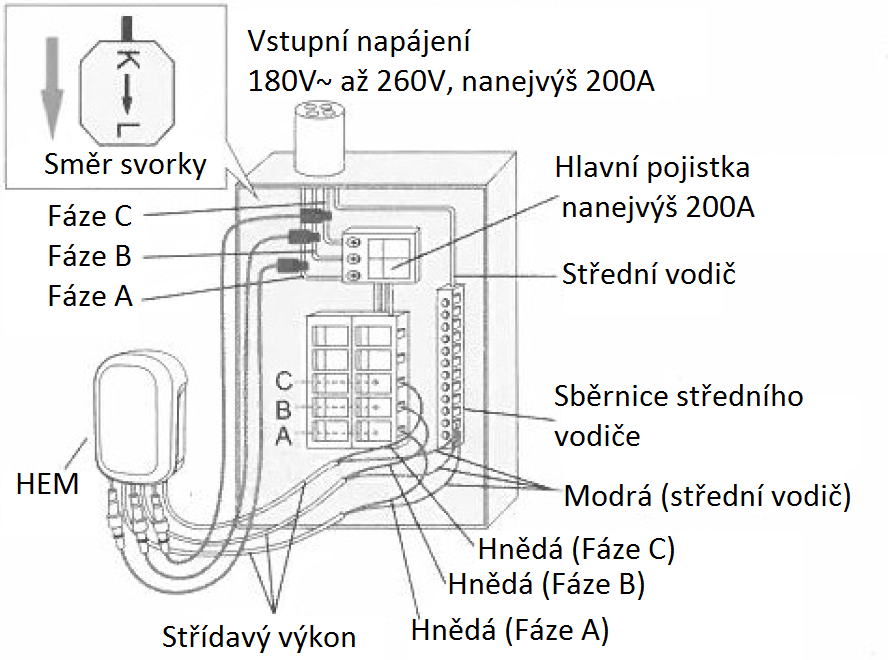 K
L
Směr svorky
Vstupní napájení
180V~ až 260V, nanejvýš 200A
Fáze C
Fáze B
Fáze A
Hlavní pojistka
nanejvýš 200A
Střední vodič
C
B
A
Sběrnice středního
vodiče
HEM
Modrá (střední vodič)
Hnědá (Fáze C)
Hnědá (Fáze B)
Hnědá (Fáze A)
Střídavý výkon